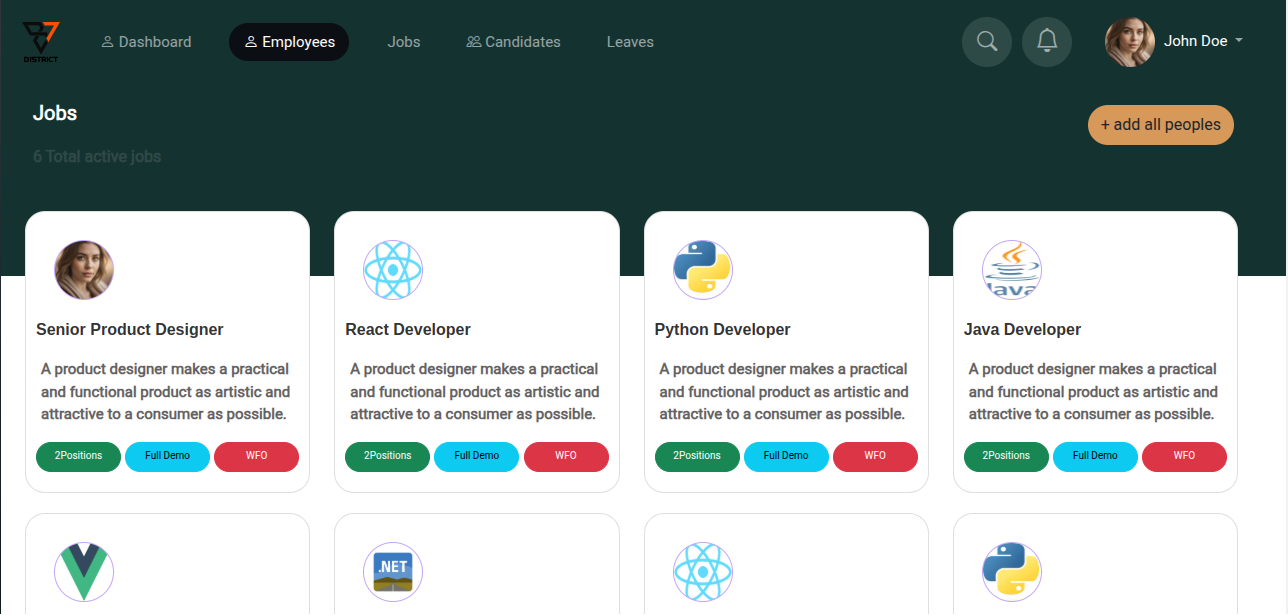 DISTRICT
Dashboard
Employees
Jobs
Candidates
Leaves
John Doe
Jobs
+ add all peoples
6 Total active jobs
Senior Product Designer
A product designer makes a practical
and functional product as artistic and
attractive to a consumer as possible.
2Positions
Full Demo
WFO
React Developer
A product designer makes a practical
and functional product as artistic and
attractive to a consumer as possible.
2Positions
Full Demo
WFO
Python Developer
A product designer makes a practical
and functional product as artistic and
attractive to a consumer as possible.
2Positions
Full Demo
WFO
Java
Java Developer
A product designer makes a practical
and functional product as artistic and
attractive to a consumer as possible.
2Positions
Full Demo
WFO
.NET